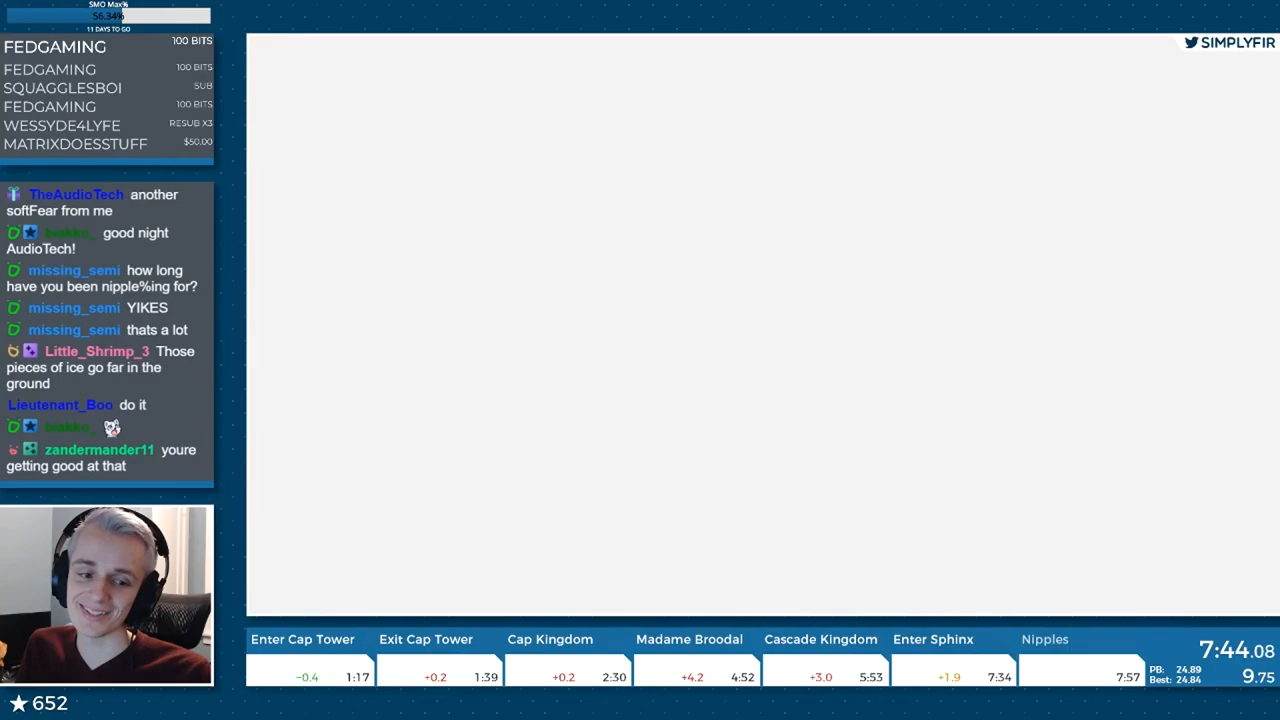 SMO Max%
56.34%
11 DAYS TO GO
FEDGAMING 100 BITS
FEDGAMING 100 BITS
SQUAGGLESBOI SUB
FEDGAMING 100 BITS
WESSYDE4LYFE RESUB X3
MATRIXDOESSTUFF $50.00
TheAudioTech another
softFear from me
good night
AudioTech!
missing_semi how long
have you been nipple%ing for?
missing_semi YIKES
missing_semi thats a lot
Little_Shrimp_3 Those
pieces of ice go far in the
ground
Lieutenant_Boo do it
zandermander11 youre
getting good at that
SIMPLYFIR
Enter Cap Tower Exit Cap Tower Cap Kingdom Madame Broodal Cascade Kingdom Enter Sphinx Nipples 7:44.08
−0.4 1:17 +0.2 1:39 +0.2 2:30 +4.2 4:52 +3.0 5:53 +1.9 7:34 7:57
PB: 24.89
Best: 24.84 9.75
652